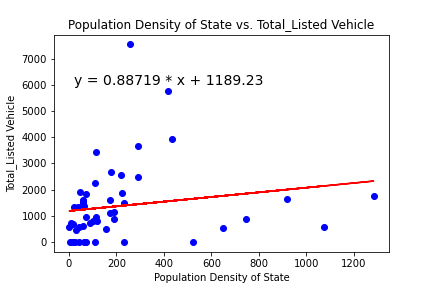 Population Density of State vs. Total_Listed Vehicle
y = 0.88719 * x + 1189.23
Total_Listed Vehicle
7000
6000
5000
4000
3000
2000
1000
0
0 200 400 600 800 1000 1200
Population Density of State